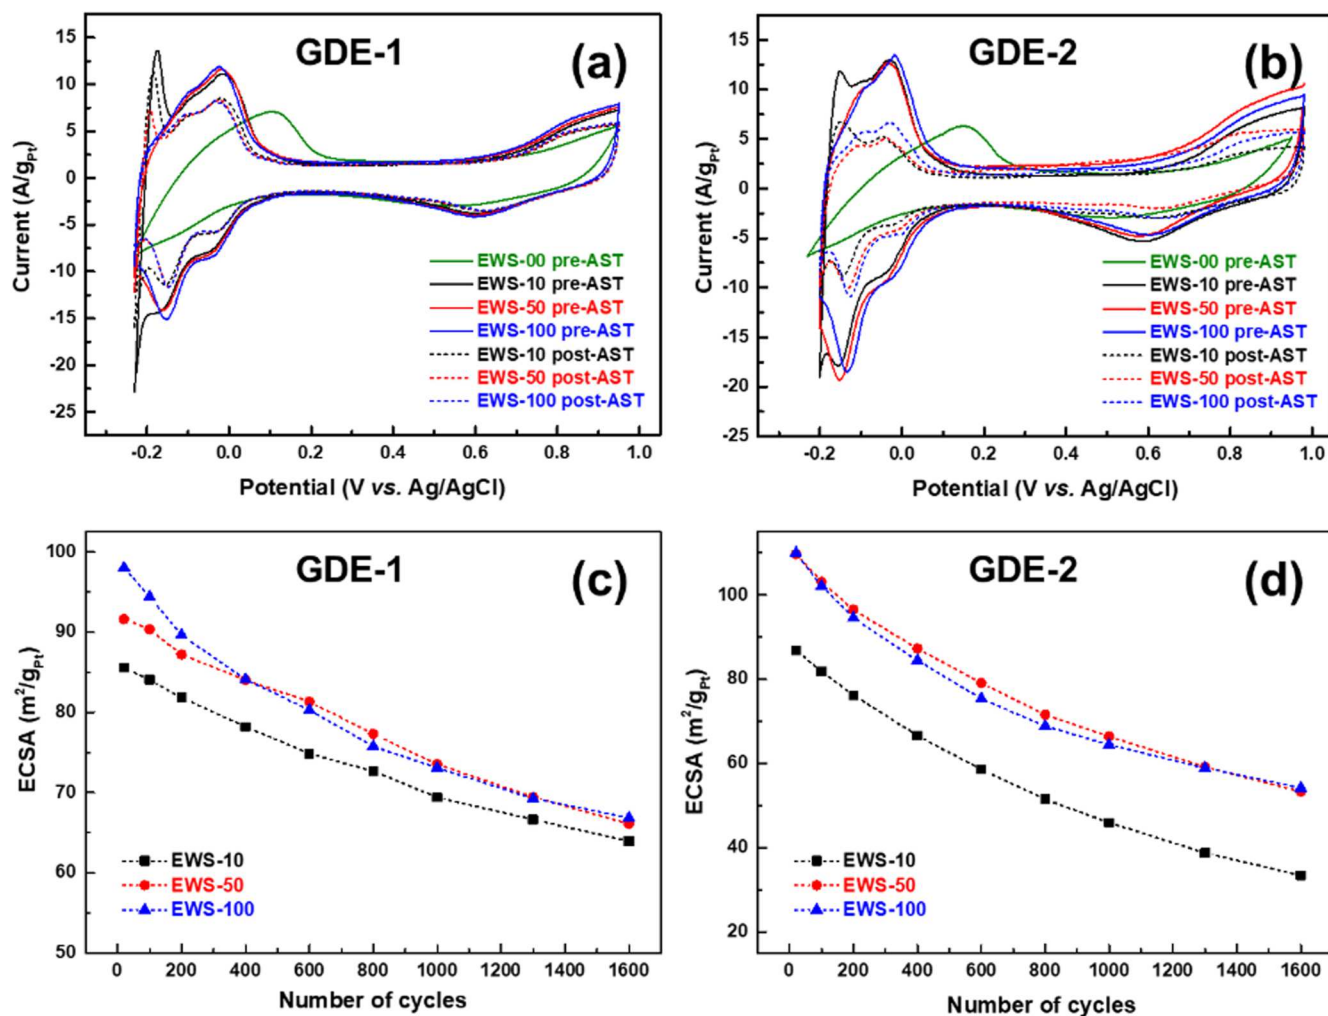 GDE-1
(a)
15
10
5
0
-5
-10
-15
-20
-25
Current (A/gPt)
EWS-00 pre-AST
EWS-10 pre-AST
EWS-50 pre-AST
EWS-100 pre-AST
EWS-10 post-AST
EWS-50 post-AST
EWS-100 post-AST
-0.2 0.0 0.2 0.4 0.6 0.8 1.0
Potential (V vs. Ag/AgCl)
GDE-2
(b)
15
10
5
0
-5
-10
-15
-20
-25
Current (A/gPt)
EWS-00 pre-AST
EWS-10 pre-AST
EWS-50 pre-AST
EWS-100 pre-AST
EWS-10 post-AST
EWS-50 post-AST
EWS-100 post-AST
-0.2 0.0 0.2 0.4 0.6 0.8 1.0
Potential (V vs. Ag/AgCl)
GDE-1
(c)
100
90
80
70
60
50
ECSA (m²/gPt)
EWS-10
EWS-50
EWS-100
0 200 400 600 800 1000 1200 1400 1600
Number of cycles
GDE-2
(d)
100
80
60
40
20
ECSA (m²/gPt)
EWS-10
EWS-50
EWS-100
0 200 400 600 800 1000 1200 1400 1600
Number of cycles